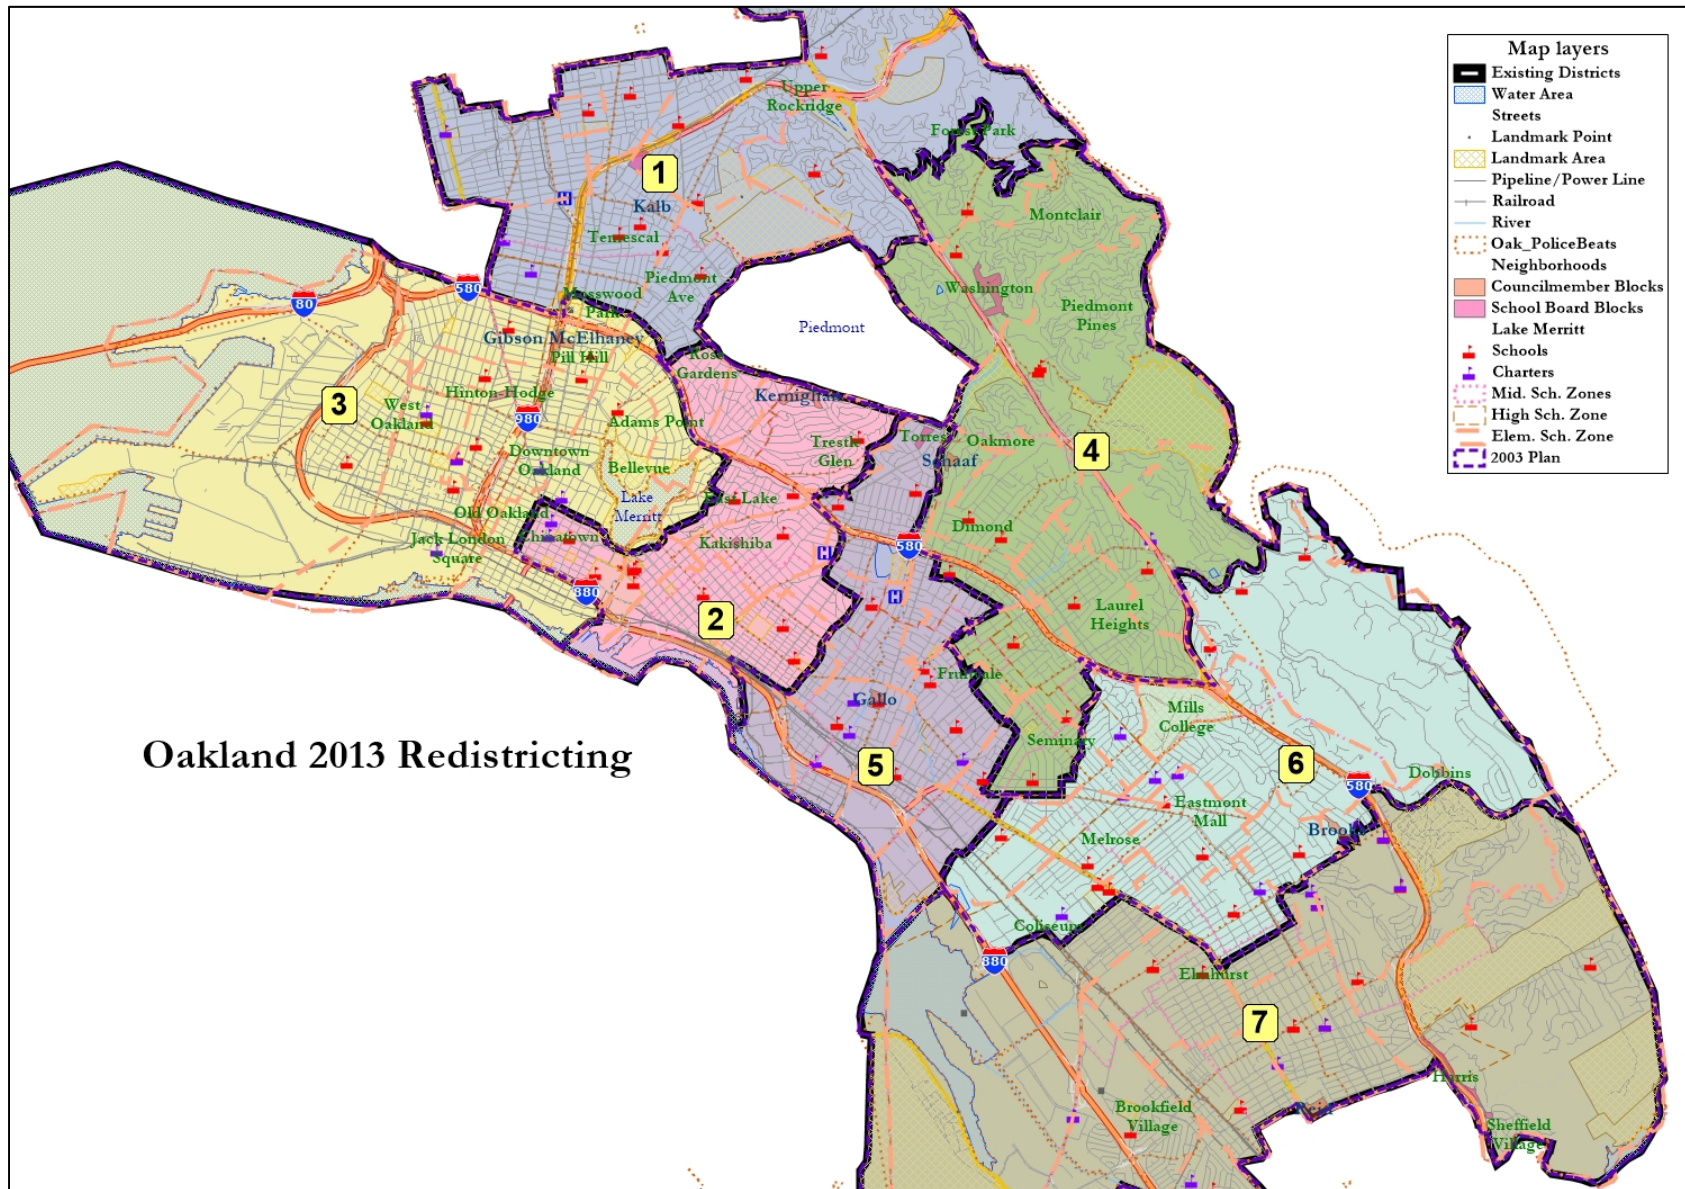 Map layers
Existing Districts
Water Area
Streets
Landmark Point
Landmark Area
Pipeline/Power Line
Railroad
River
Oak_PoliceBeats
Neighborhoods
Councilmember Blocks
School Board Blocks
Lake Merritt
Schools
Charters
Mid. Sch. Zones
High Sch. Zone
Elem. Sch. Zone
2003 Plan
Upper
Rockridge
Forest Park
1
H
Kalb
Temescal
Montclair
Piedmont
Ave
Washington
580
80
Mosswood
Park
Piedmont
Piedmont
Pines
Gibson McElhaney
Pill Hill
Rose
Gardens
Kernighan
Hinton-Hodge
3
West
Oakland
980
Adams Point
Trestle
Glen
Torres
Schaaf
Oakmore
4
Downtown
Oakland
Bellevue
Lake
Merritt
East Lake
Old Oakland
Chinatown
Jack London
Square
Kakishiba
H
580
Dimond
880
H
2
Laurel
Heights
Fruitvale
Gallo
Mills
College
Oakland 2013 Redistricting
Seminary
5
6
580
Dobbins
Eastmont
Mall
Melrose
Brooks
Coliseum
880
Elmhurst
7
Harris
Brookfield
Village
Reid
Sheffield
Village